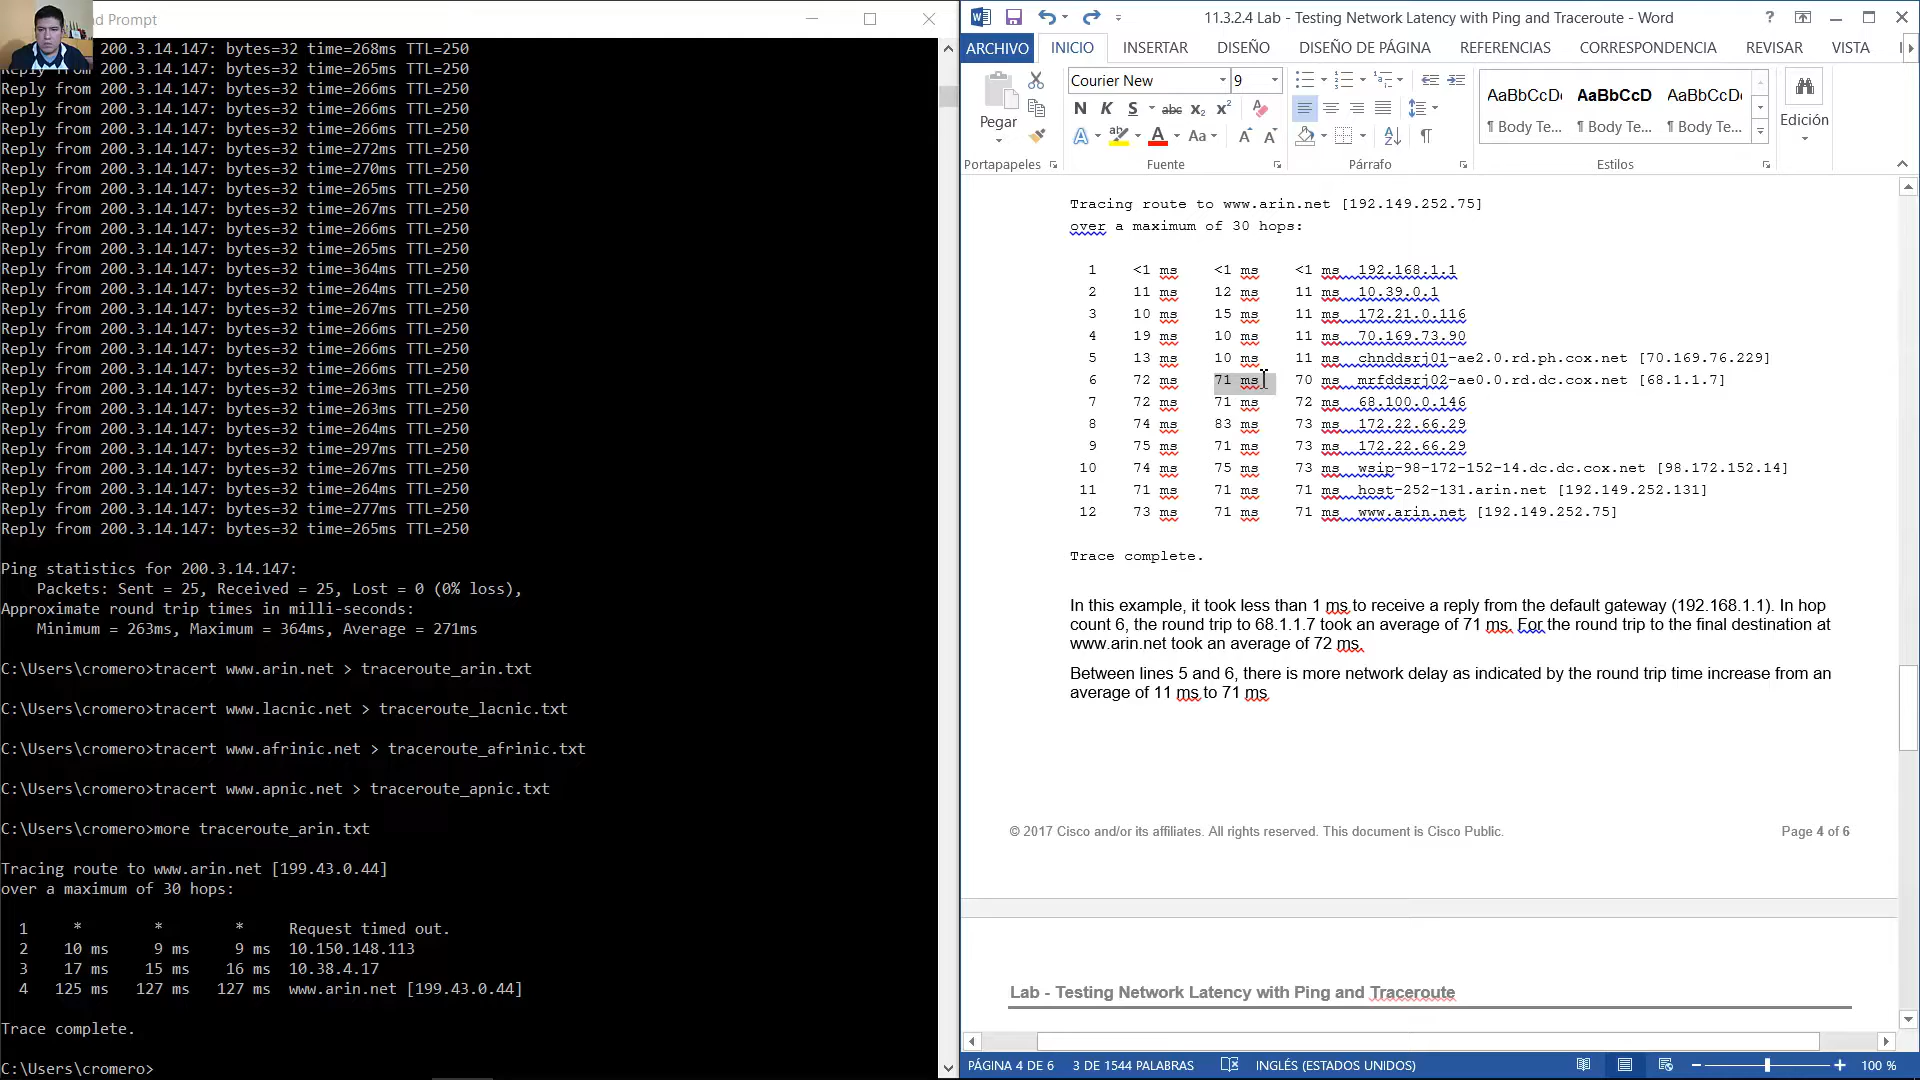 nd Prompt
200.3.14.147: bytes=32 time=268ms TTL=250
200.3.14.147: bytes=32 time=265ms TTL=250
Reply from 200.3.14.147: bytes=32 time=266ms TTL=250
Reply from 200.3.14.147: bytes=32 time=266ms TTL=250
Reply from 200.3.14.147: bytes=32 time=266ms TTL=250
Reply from 200.3.14.147: bytes=32 time=272ms TTL=250
Reply from 200.3.14.147: bytes=32 time=270ms TTL=250
Reply from 200.3.14.147: bytes=32 time=265ms TTL=250
Reply from 200.3.14.147: bytes=32 time=267ms TTL=250
Reply from 200.3.14.147: bytes=32 time=266ms TTL=250
Reply from 200.3.14.147: bytes=32 time=265ms TTL=250
Reply from 200.3.14.147: bytes=32 time=364ms TTL=250
Reply from 200.3.14.147: bytes=32 time=264ms TTL=250
Reply from 200.3.14.147: bytes=32 time=267ms TTL=250
Reply from 200.3.14.147: bytes=32 time=266ms TTL=250
Reply from 200.3.14.147: bytes=32 time=266ms TTL=250
Reply from 200.3.14.147: bytes=32 time=266ms TTL=250
Reply from 200.3.14.147: bytes=32 time=263ms TTL=250
Reply from 200.3.14.147: bytes=32 time=263ms TTL=250
Reply from 200.3.14.147: bytes=32 time=264ms TTL=250
Reply from 200.3.14.147: bytes=32 time=297ms TTL=250
Reply from 200.3.14.147: bytes=32 time=267ms TTL=250
Reply from 200.3.14.147: bytes=32 time=264ms TTL=250
Reply from 200.3.14.147: bytes=32 time=277ms TTL=250
Reply from 200.3.14.147: bytes=32 time=265ms TTL=250
Ping statistics for 200.3.14.147:
Packets: Sent = 25, Received = 25, Lost = 0 (0% loss),
Approximate round trip times in milli-seconds:
Minimum = 263ms, Maximum = 364ms, Average = 271ms
C:\Users\cromero>tracert www.arin.net > traceroute_arin.txt
C:\Users\cromero>tracert www.lacnic.net > traceroute_lacnic.txt
C:\Users\cromero>tracert www.afrinic.net > traceroute_afrinic.txt
C:\Users\cromero>tracert www.apnic.net > traceroute_apnic.txt
C:\Users\cromero>more traceroute_arin.txt
Tracing route to www.arin.net [199.43.0.44]
over a maximum of 30 hops:
1 * * * Request timed out.
2 10 ms 9 ms 9 ms 10.150.148.113
3 17 ms 15 ms 16 ms 10.38.4.17
4 125 ms 127 ms 127 ms www.arin.net [199.43.0.44]
Trace complete.
C:\Users\cromero>
11.3.2.4 Lab - Testing Network Latency with Ping and Traceroute - Word
ARCHIVO INICIO INSERTAR DISEÑO DISEÑO DE PÁGINA REFERENCIAS CORRESPONDENCIA REVISAR VISTA
Courier New 9
N K S abc X₂ X²
A ab A Aa A A
Pegar
AaBbCcDc AaBbCcD AaBbCcDc
¶ Body Te... ¶ Body Te... ¶ Body Te...
Edición
Portapapeles Fuente Párrafo Estilos
Tracing route to www.arin.net [192.149.252.75]
over a maximum of 30 hops:
1 <1 ms <1 ms <1 ms 192.168.1.1
2 11 ms 12 ms 11 ms 10.39.0.1
3 10 ms 15 ms 11 ms 172.21.0.116
4 19 ms 10 ms 11 ms 70.169.73.90
5 13 ms 10 ms 11 ms chnddsrj01-ae2.0.rd.ph.cox.net [70.169.76.229]
6 72 ms 71 ms 70 ms mrfddsrj02-ae0.0.rd.dc.cox.net [68.1.1.7]
7 72 ms 71 ms 72 ms 68.100.0.146
8 74 ms 83 ms 73 ms 172.22.66.29
9 75 ms 71 ms 73 ms 172.22.66.29
10 74 ms 75 ms 73 ms wsip-98-172-152-14.dc.dc.cox.net [98.172.152.14]
11 71 ms 71 ms 71 ms host-252-131.arin.net [192.149.252.131]
12 73 ms 71 ms 71 ms www.arin.net [192.149.252.75]
Trace complete.
In this example, it took less than 1 ms to receive a reply from the default gateway (192.168.1.1). In hop
count 6, the round trip to 68.1.1.7 took an average of 71 ms. For the round trip to the final destination at
www.arin.net took an average of 72 ms.
Between lines 5 and 6, there is more network delay as indicated by the round trip time increase from an
average of 11 ms to 71 ms
© 2017 Cisco and/or its affiliates. All rights reserved. This document is Cisco Public. Page 4 of 6
Lab - Testing Network Latency with Ping and Traceroute
PÁGINA 4 DE 6 3 DE 1544 PALABRAS INGLÉS (ESTADOS UNIDOS) 100 %